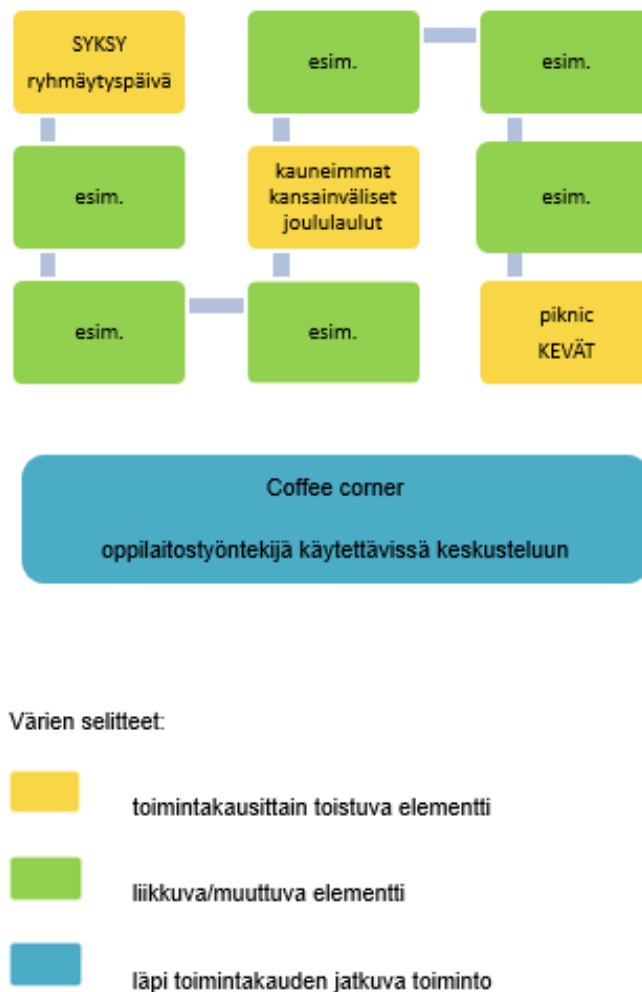 SYKSY
ryhmäytyspäivä
esim.
esim.
esim.
kauneimmat
kansainväliset
joululaulut
esim.
esim.
esim.
esim.
piknic
KEVÄT
Coffee corner
oppilaitostyöntekijä käytettävissä keskusteluun
Värien selitteet:
toimintakausittain toistuva elementti
liikkuva/muuttuva elementti
läpi toimintakauden jatkuva toiminto